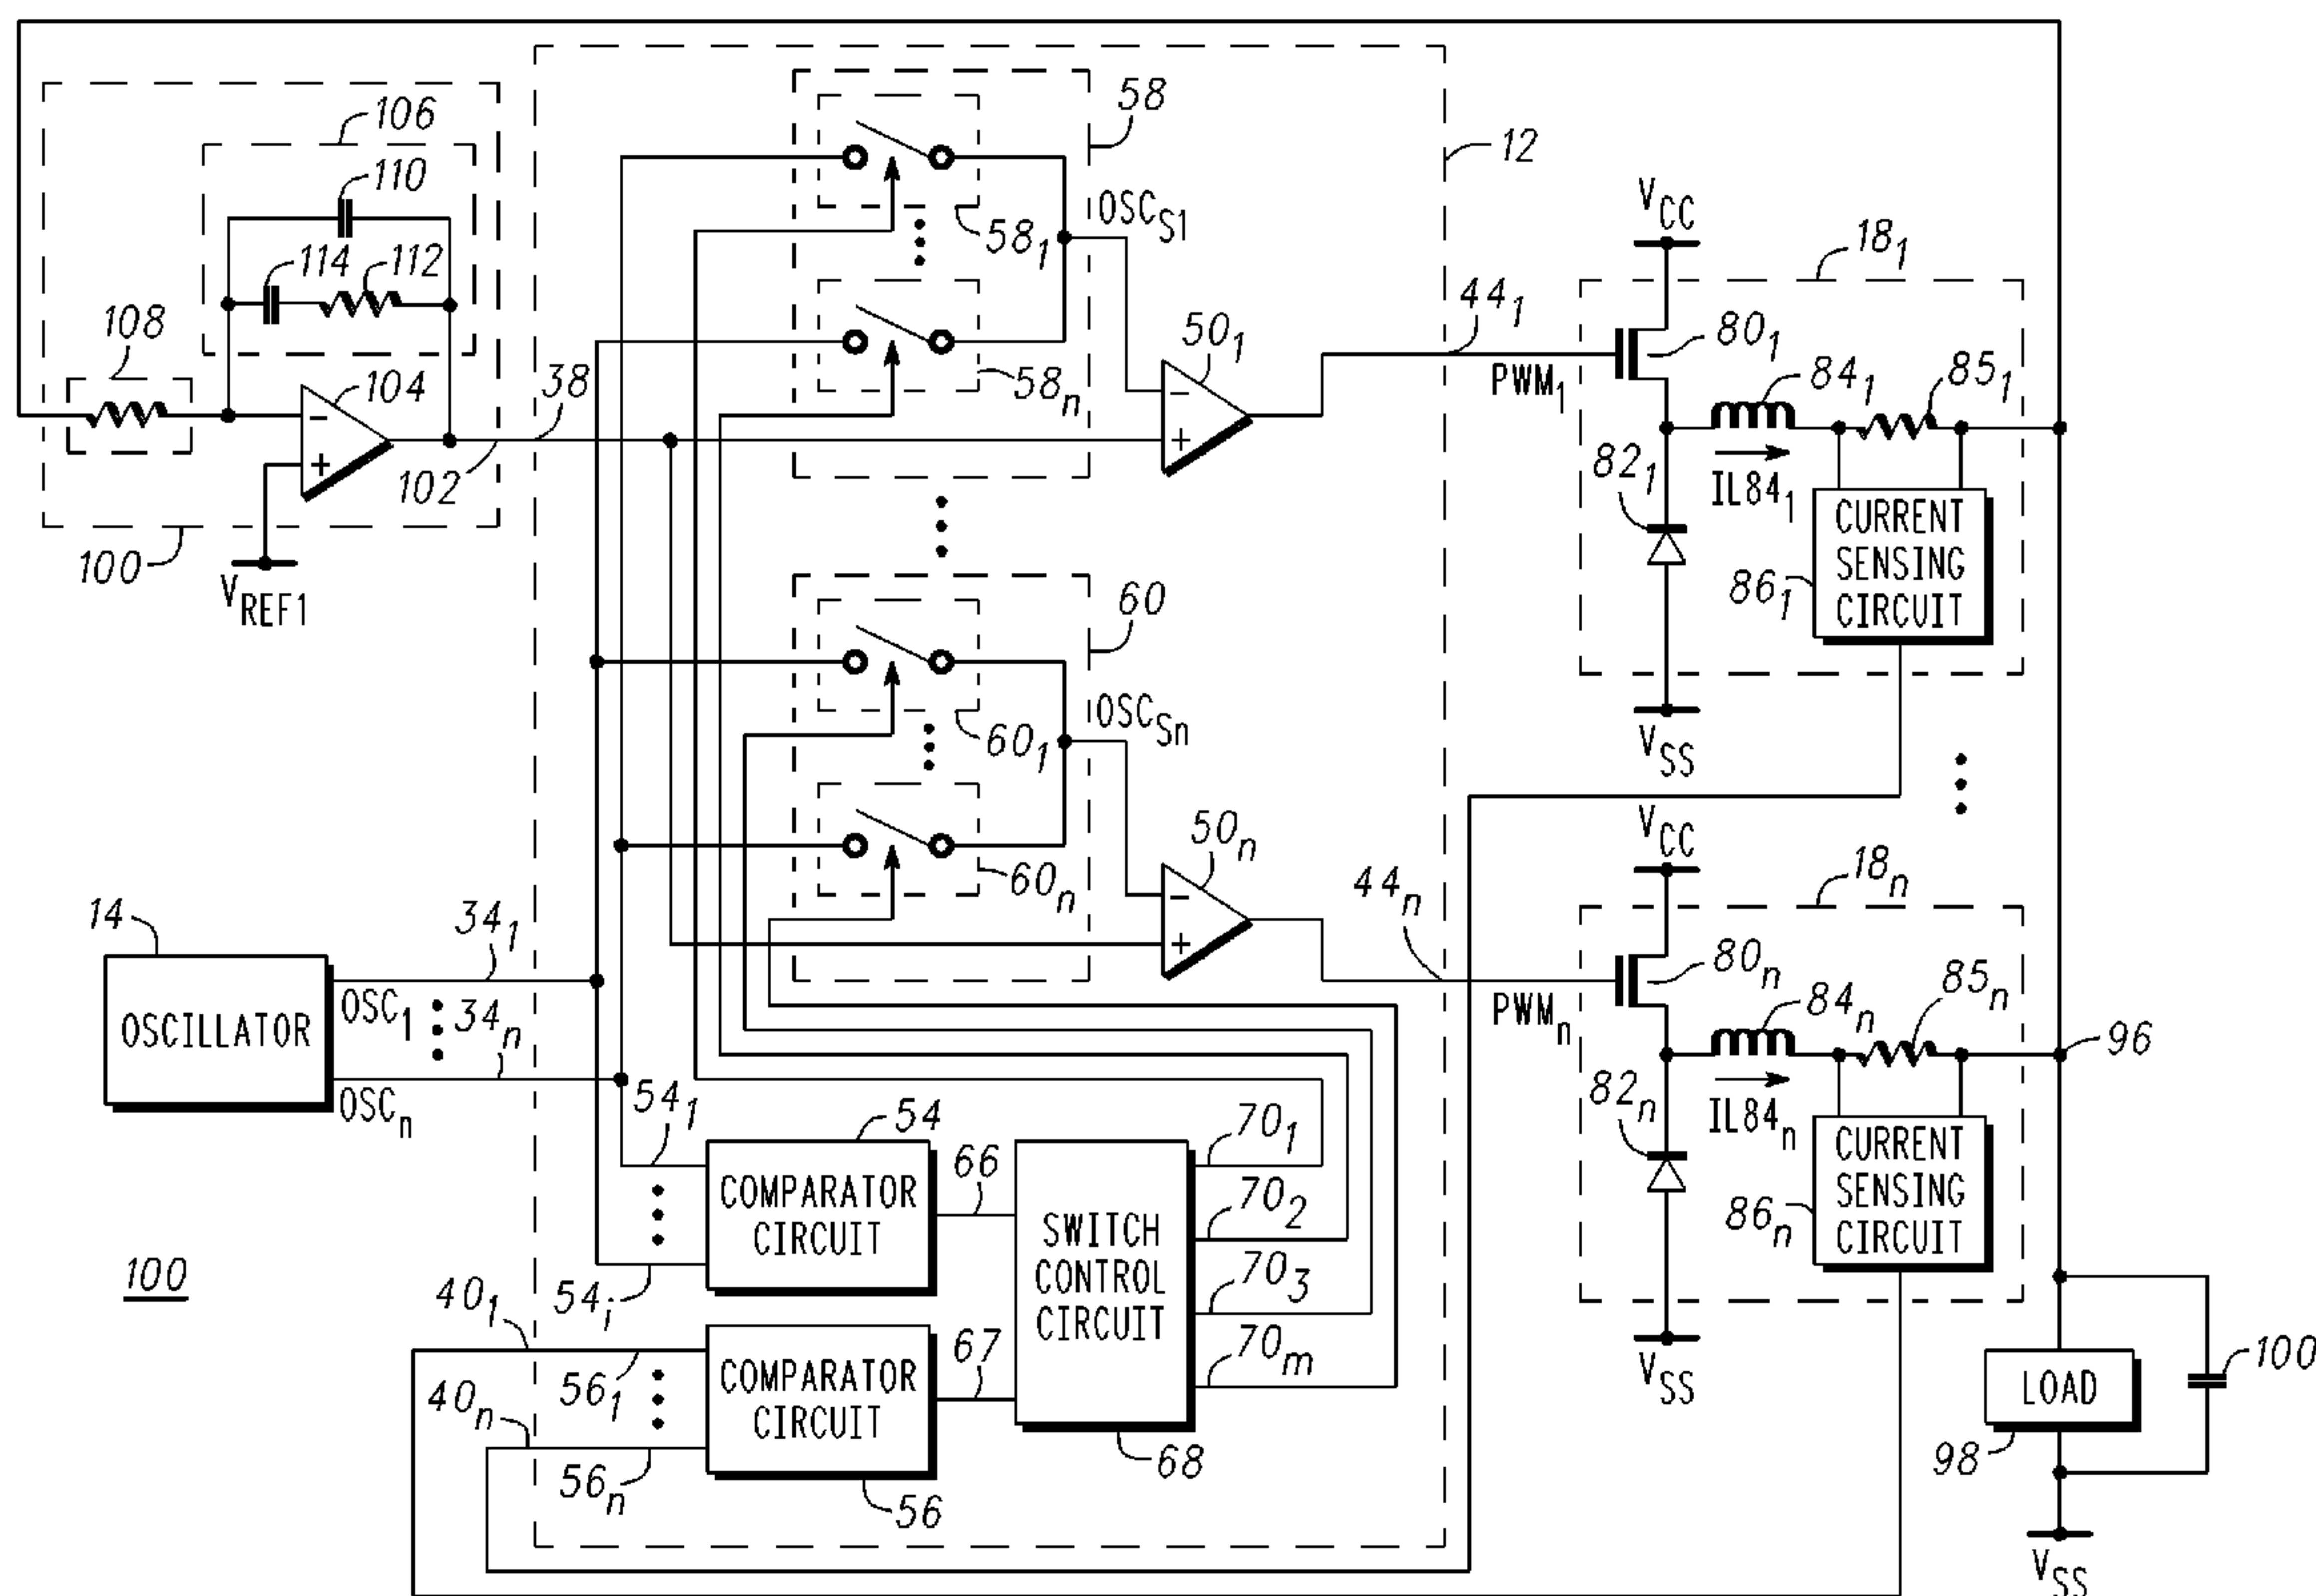 106
110
114
112
108
104
102
38
100
VREF1
58
581
58n
OSCS1
12
501
441
PWM1
VCC
181
801
841
851
821
IL841
CURRENT
SENSING
CIRCUIT
861
VSS
60
601
60n
OSCSn
50n
44n
PWMn
VCC
18n
80n
84n
85n
96
82n
IL84n
CURRENT
SENSING
CIRCUIT
86n
VSS
14
OSCILLATOR
341
OSC1
34n
OSCn
541
54
COMPARATOR
CIRCUIT
54i
66
SWITCH
CONTROL
CIRCUIT
68
701
702
703
70m
100
401
40n
561
56n
COMPARATOR
CIRCUIT
56
67
LOAD
98
100
VSS